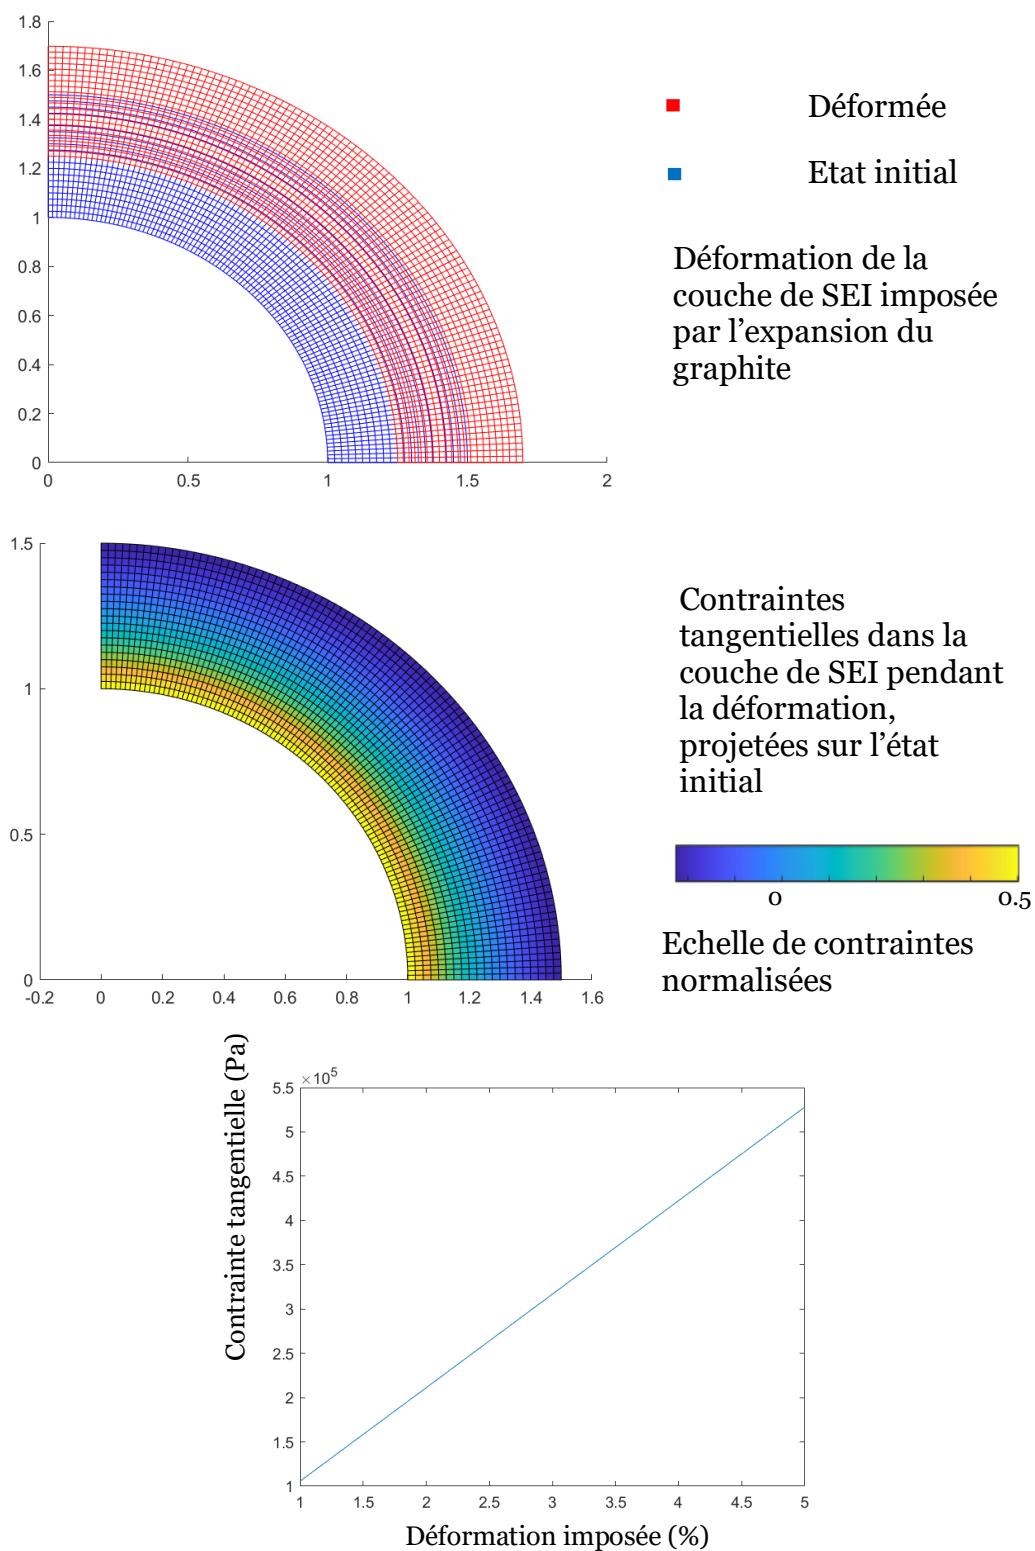 1.8
1.6
1.4
1.2
1
0.8
0.6
0.4
0.2
0
0 0.5 1 1.5 2
Déformée
Etat initial
Déformation de la
couche de SEI imposée
par l’expansion du
graphite
1.5
1
0.5
0
-0.2 0 0.2 0.4 0.6 0.8 1 1.2 1.4 1.6
Contraintes
tangentielles dans la
couche de SEI pendant
la déformation,
projetées sur l’état
initial
0 0.5
Echelle de contraintes
normalisées
Contrainte tangentielle (Pa)
×10⁵
5.5
5
4.5
4
3.5
3
2.5
2
1.5
1
1 1.5 2 2.5 3 3.5 4 4.5 5
Déformation imposée (%)